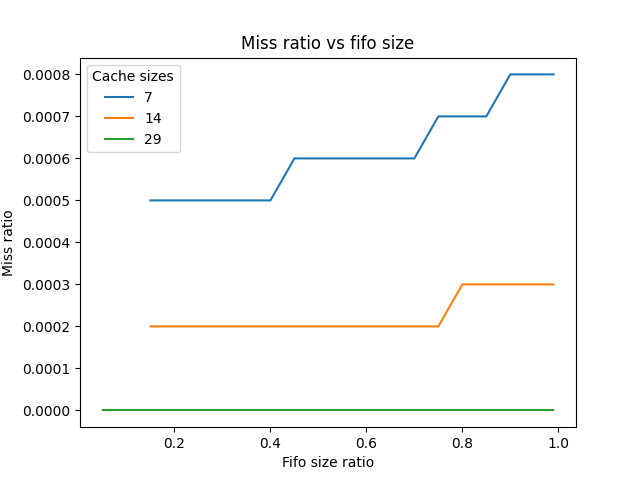 Miss ratio vs fifo size
Cache sizes
7
14
29
0.0008
0.0007
0.0006
0.0005
0.0004
0.0003
0.0002
0.0001
0.0000
Miss ratio
0.2 0.4 0.6 0.8 1.0
Fifo size ratio